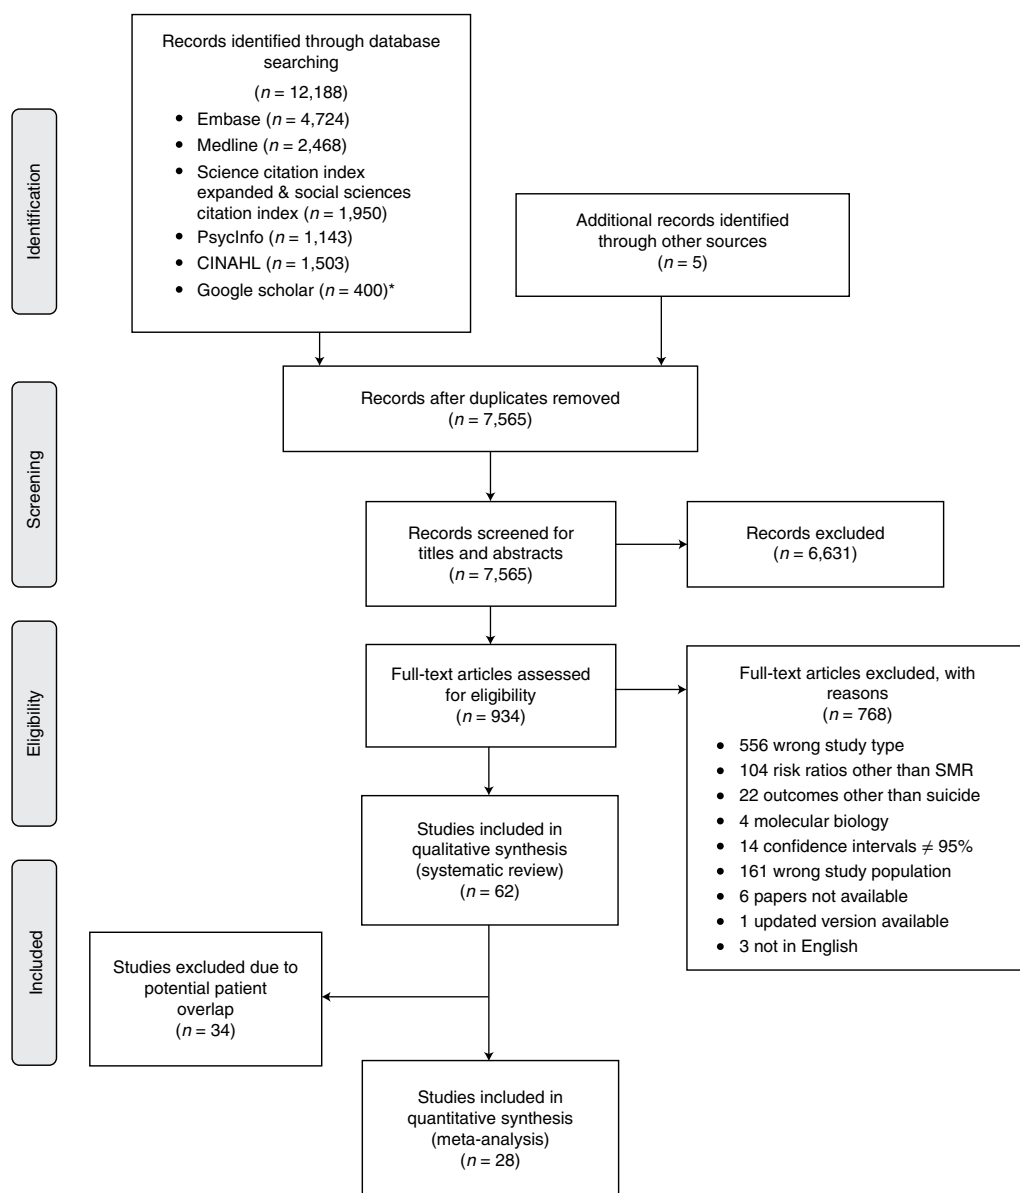 Records identified through database
searching
(n = 12,188)
• Embase (n = 4,724)
• Medline (n = 2,468)
• Science citation index
expanded & social sciences
citation index (n = 1,950)
• PsycInfo (n = 1,143)
• CINAHL (n = 1,503)
• Google scholar (n = 400)*
Identification
Additional records identified
through other sources
(n = 5)
Records after duplicates removed
(n = 7,565)
Screening
Records screened for
titles and abstracts
(n = 7,565)
Records excluded
(n = 6,631)
Eligibility
Full-text articles assessed
for eligibility
(n = 934)
Full-text articles excluded, with
reasons
(n = 768)
• 556 wrong study type
• 104 risk ratios other than SMR
• 22 outcomes other than suicide
• 4 molecular biology
• 14 confidence intervals ≠ 95%
• 161 wrong study population
• 6 papers not available
• 1 updated version available
• 3 not in English
Studies included in
qualitative synthesis
(systematic review)
(n = 62)
Included
Studies excluded due to
potential patient
overlap
(n = 34)
Studies included in
quantitative synthesis
(meta-analysis)
(n = 28)